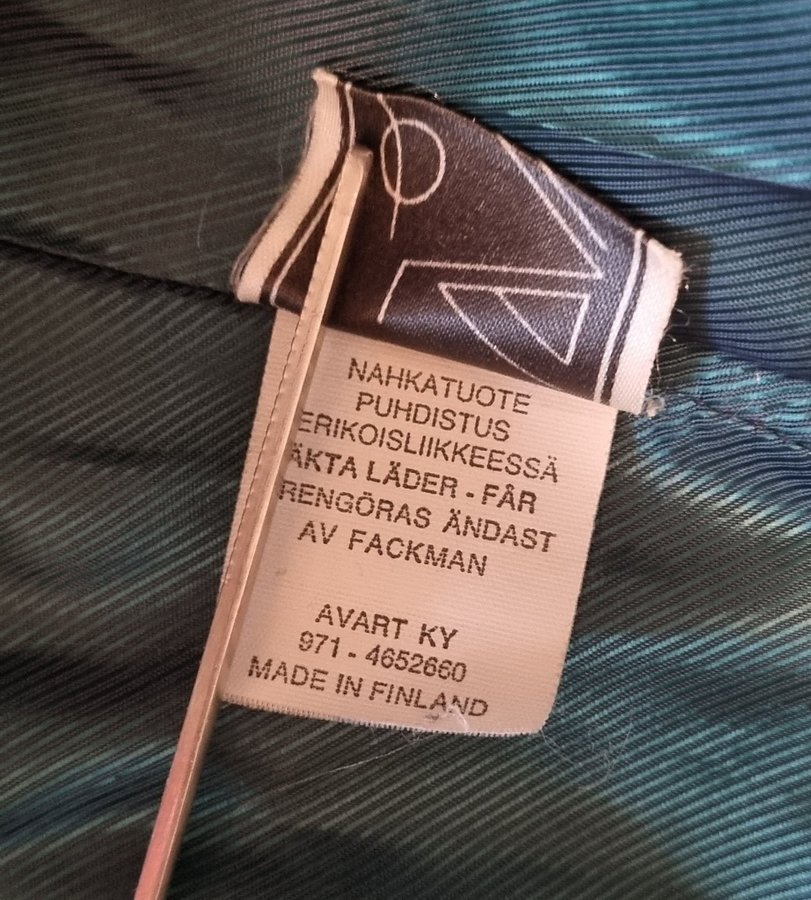 NAHKATUOTE
PUHDISTUS
ERIKOISLIIKKEESSÄ
ÄKTA LÄDER - FÅR
RENGÖRAS ÄNDAST
AV FACKMAN
AVART KY
971 - 4652660
MADE IN FINLAND